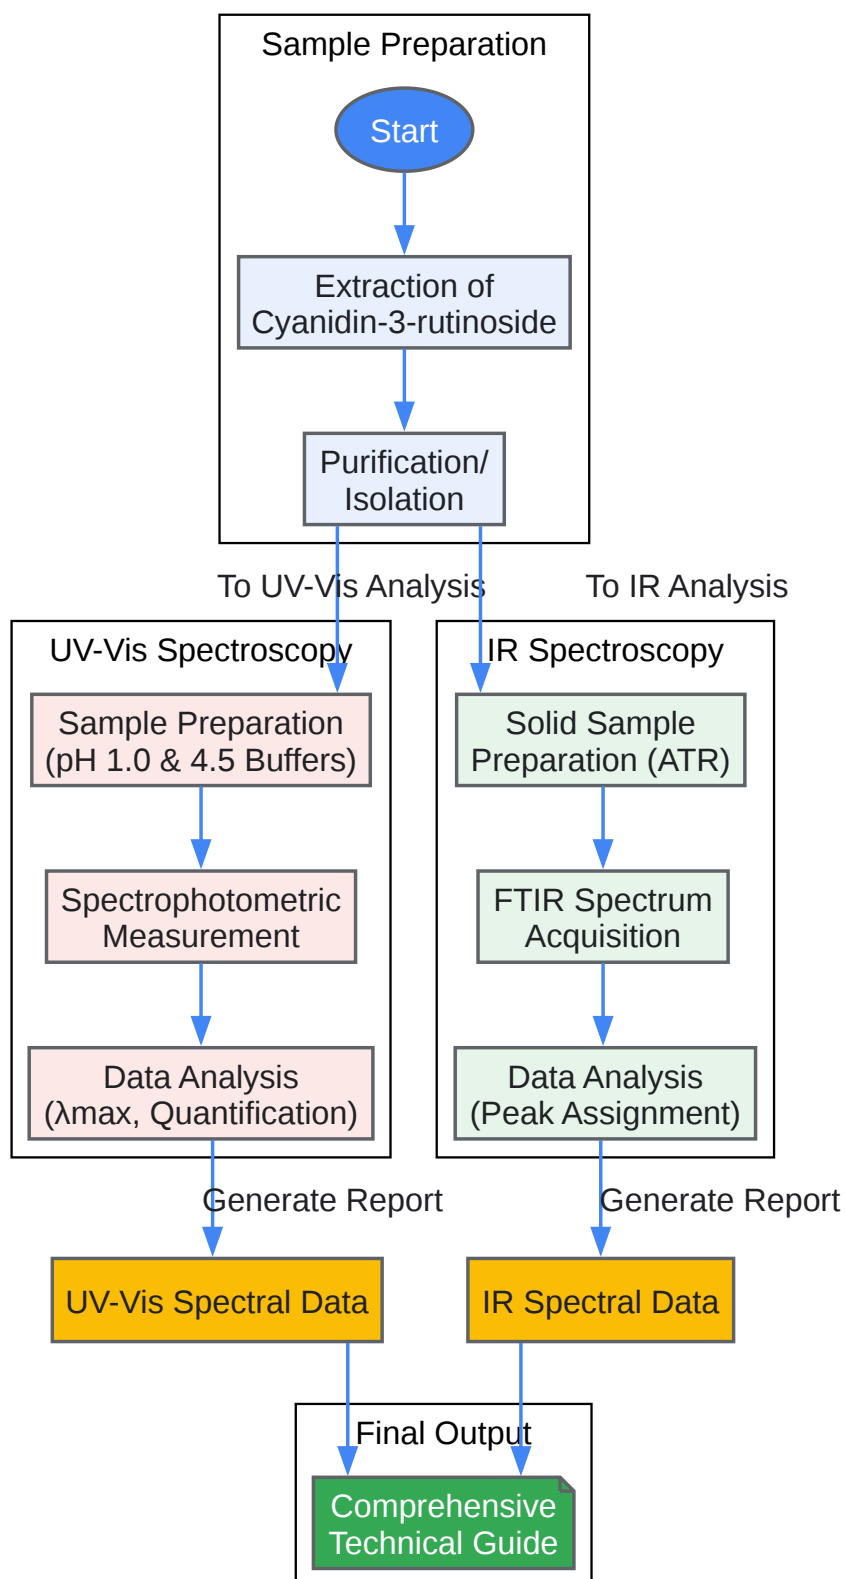 Sample Preparation
Start
Extraction of
Cyanidin-3-rutinoside
Purification/
Isolation
To UV-Vis Analysis
To IR Analysis
UV-Vis Spectroscopy
Sample Preparation
(pH 1.0 & 4.5 Buffers)
Spectrophotometric
Measurement
Data Analysis
(λmax, Quantification)
IR Spectroscopy
Solid Sample
Preparation (ATR)
FTIR Spectrum
Acquisition
Data Analysis
(Peak Assignment)
Generate Report
Generate Report
UV-Vis Spectral Data
IR Spectral Data
Final Output
Comprehensive
Technical Guide